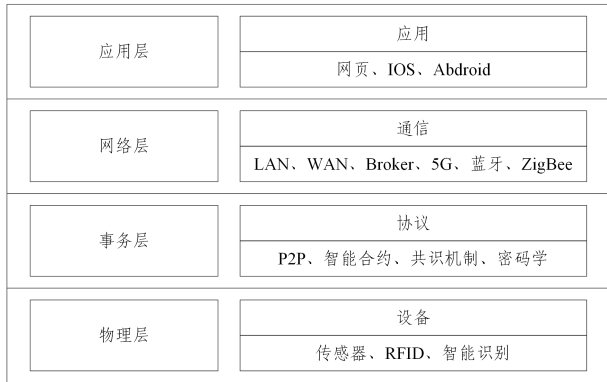 应用层
应用
网页、IOS、Abdroid
网络层
通信
LAN、WAN、Broker、5G、蓝牙、ZigBee
事务层
协议
P2P、智能合约、共识机制、密码学
物理层
设备
传感器、RFID、智能识别